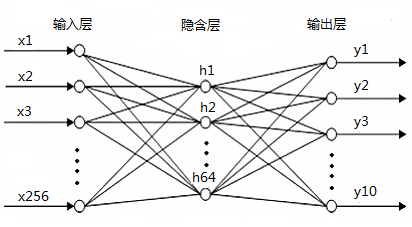 输入层 隐含层 输出层
x1 h1 y1
x2 h2 y2
x3 y3
x256 h64 y10